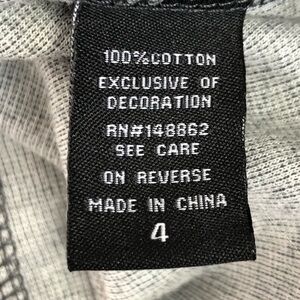 100%COTTON
EXCLUSIVE OF
DECORATION
RN#148862
SEE CARE
ON REVERSE
MADE IN CHINA
4